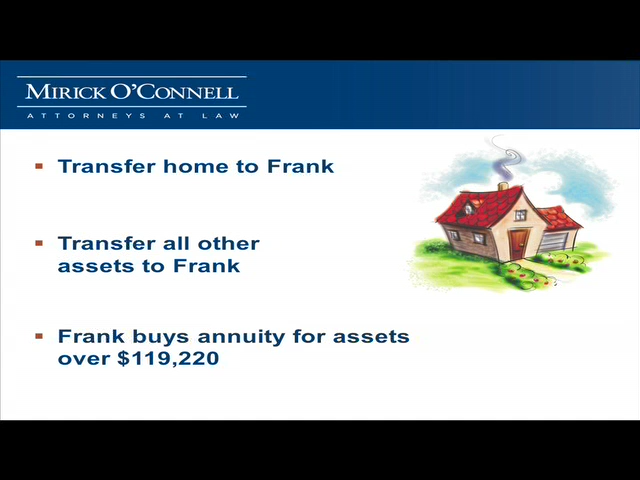 MIRICK O'CONNELL
ATTORNEYS AT LAW
Transfer home to Frank
Transfer all other
assets to Frank
Frank buys annuity for assets
over $119,220